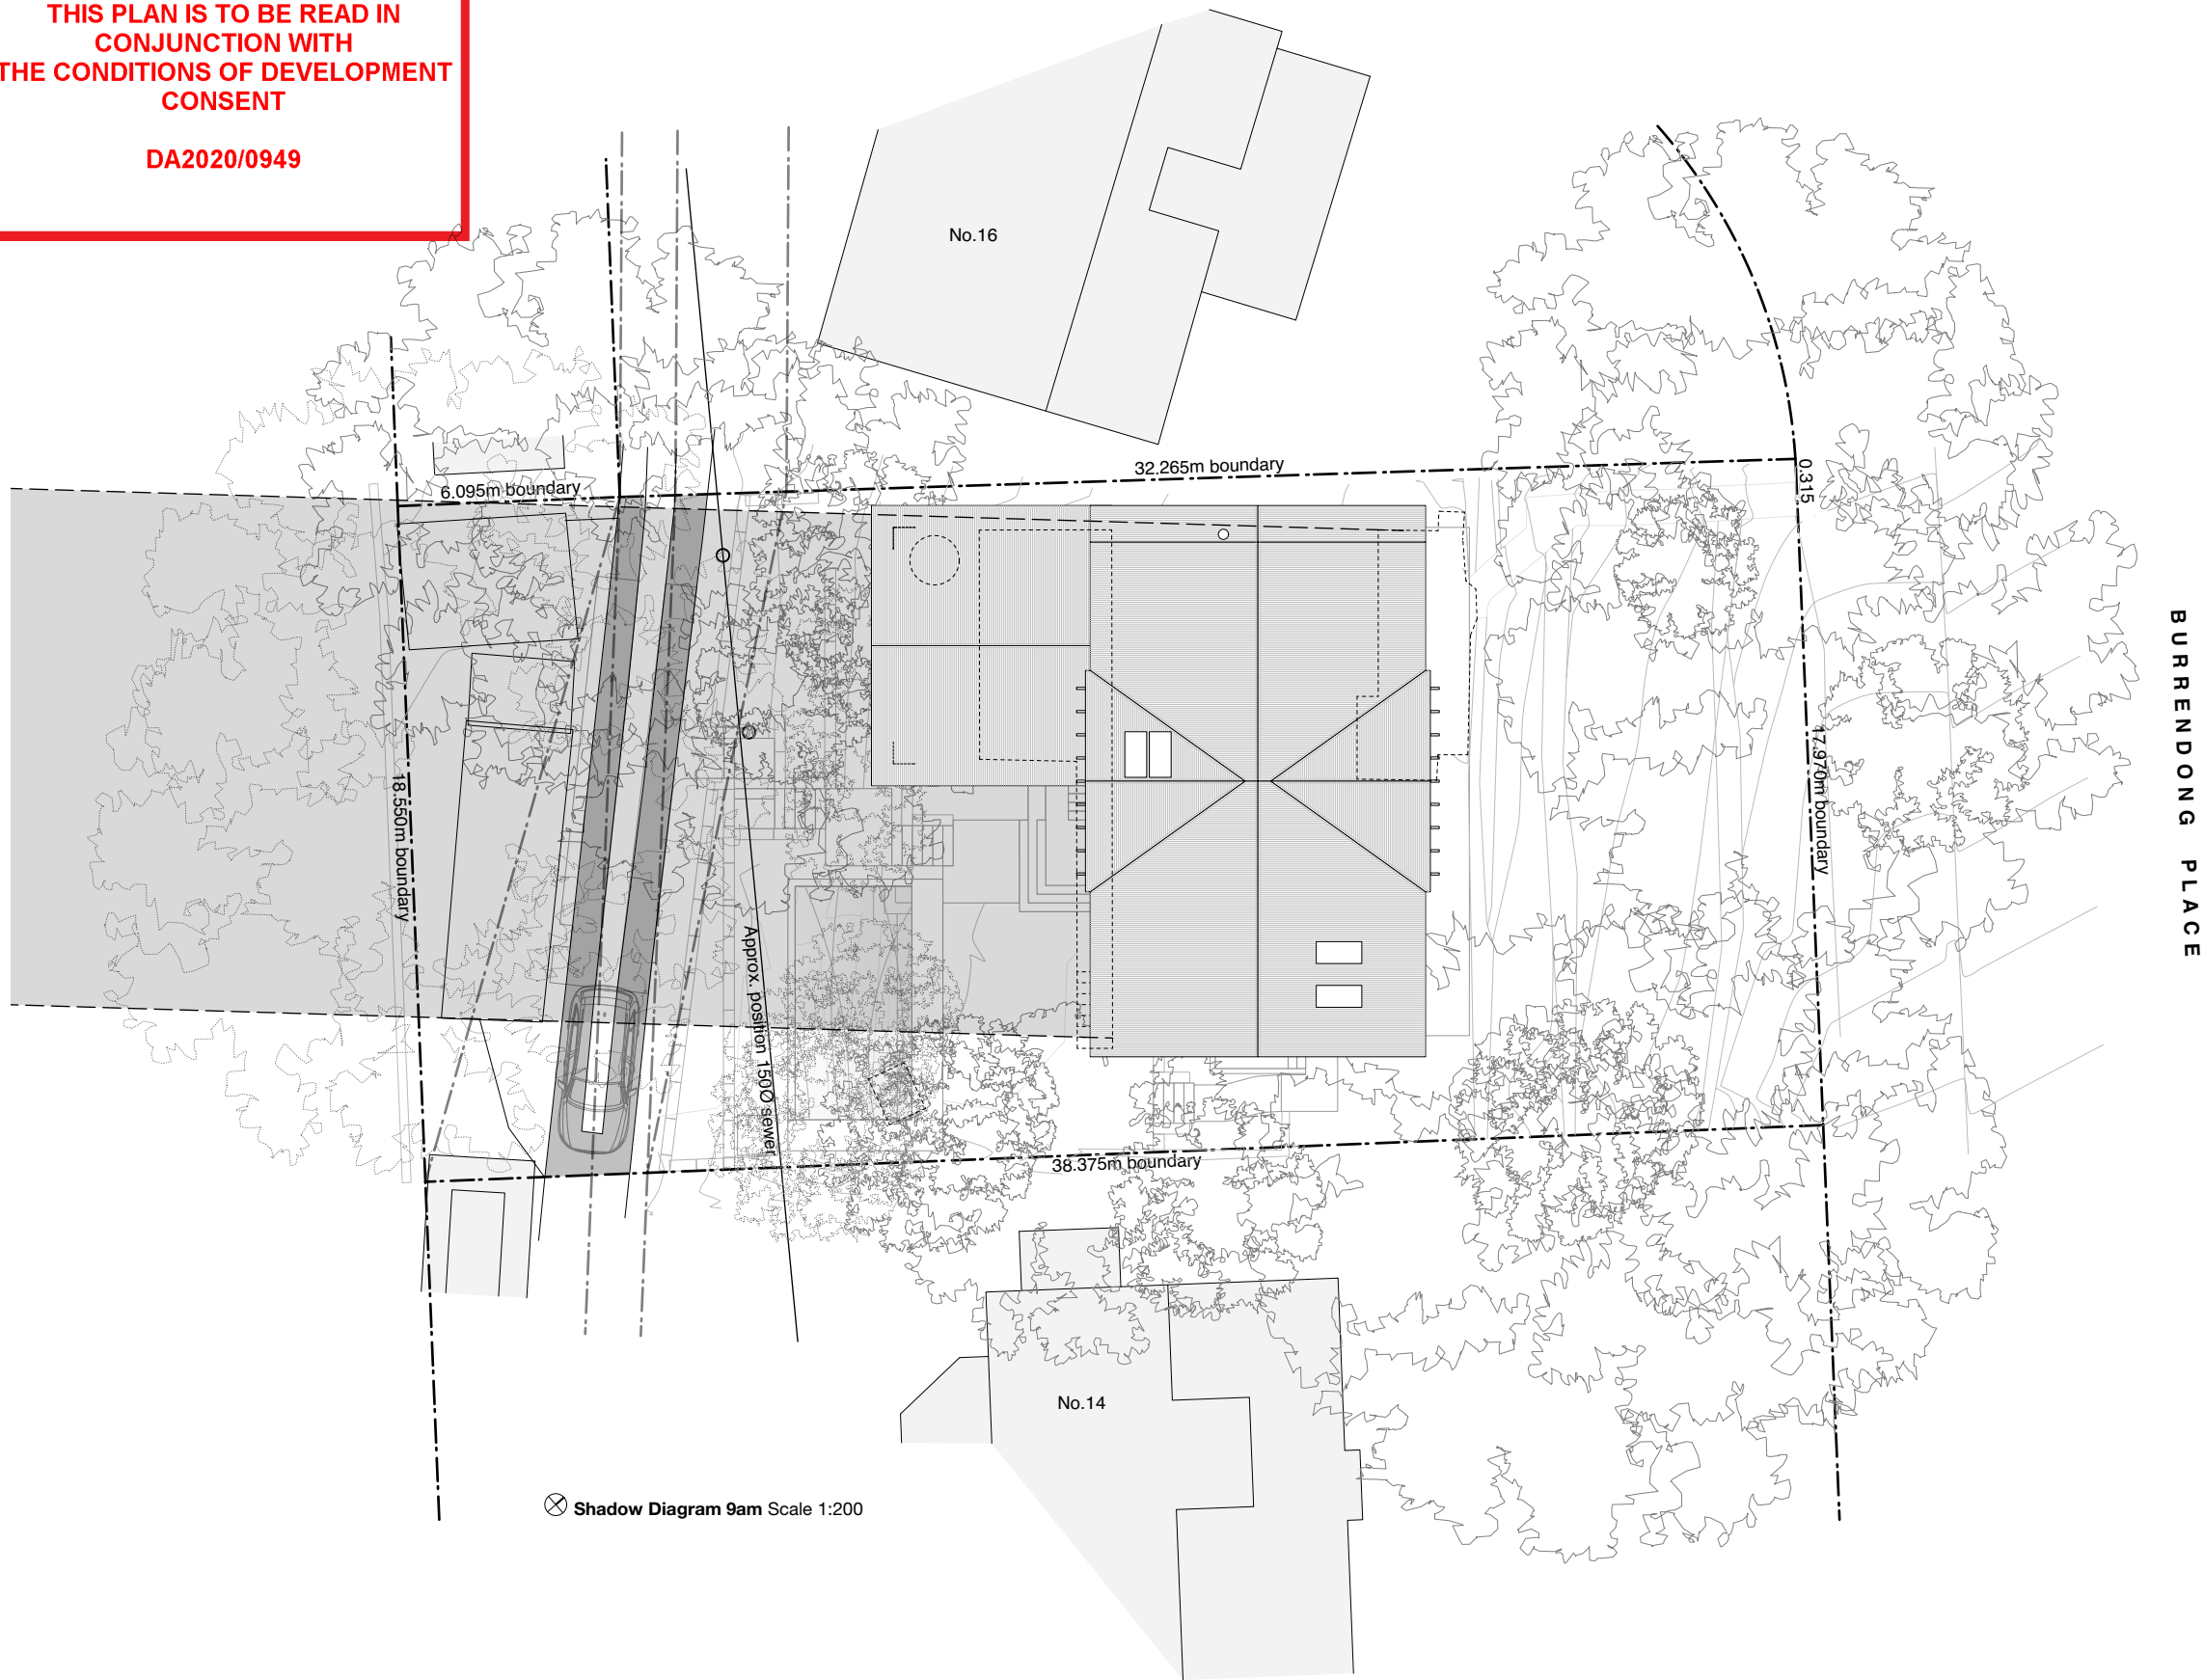 THIS PLAN IS TO BE READ IN
CONJUNCTION WITH
THE CONDITIONS OF DEVELOPMENT
CONSENT
DA2020/0949
No.16
32.265m boundary
6.095m boundary
0.315
BURRENDONG PLACE
17.970m boundary
18.550m boundary
Approx. position 150Ø sewer
38.375m boundary
No.14
Shadow Diagram 9am Scale 1:200